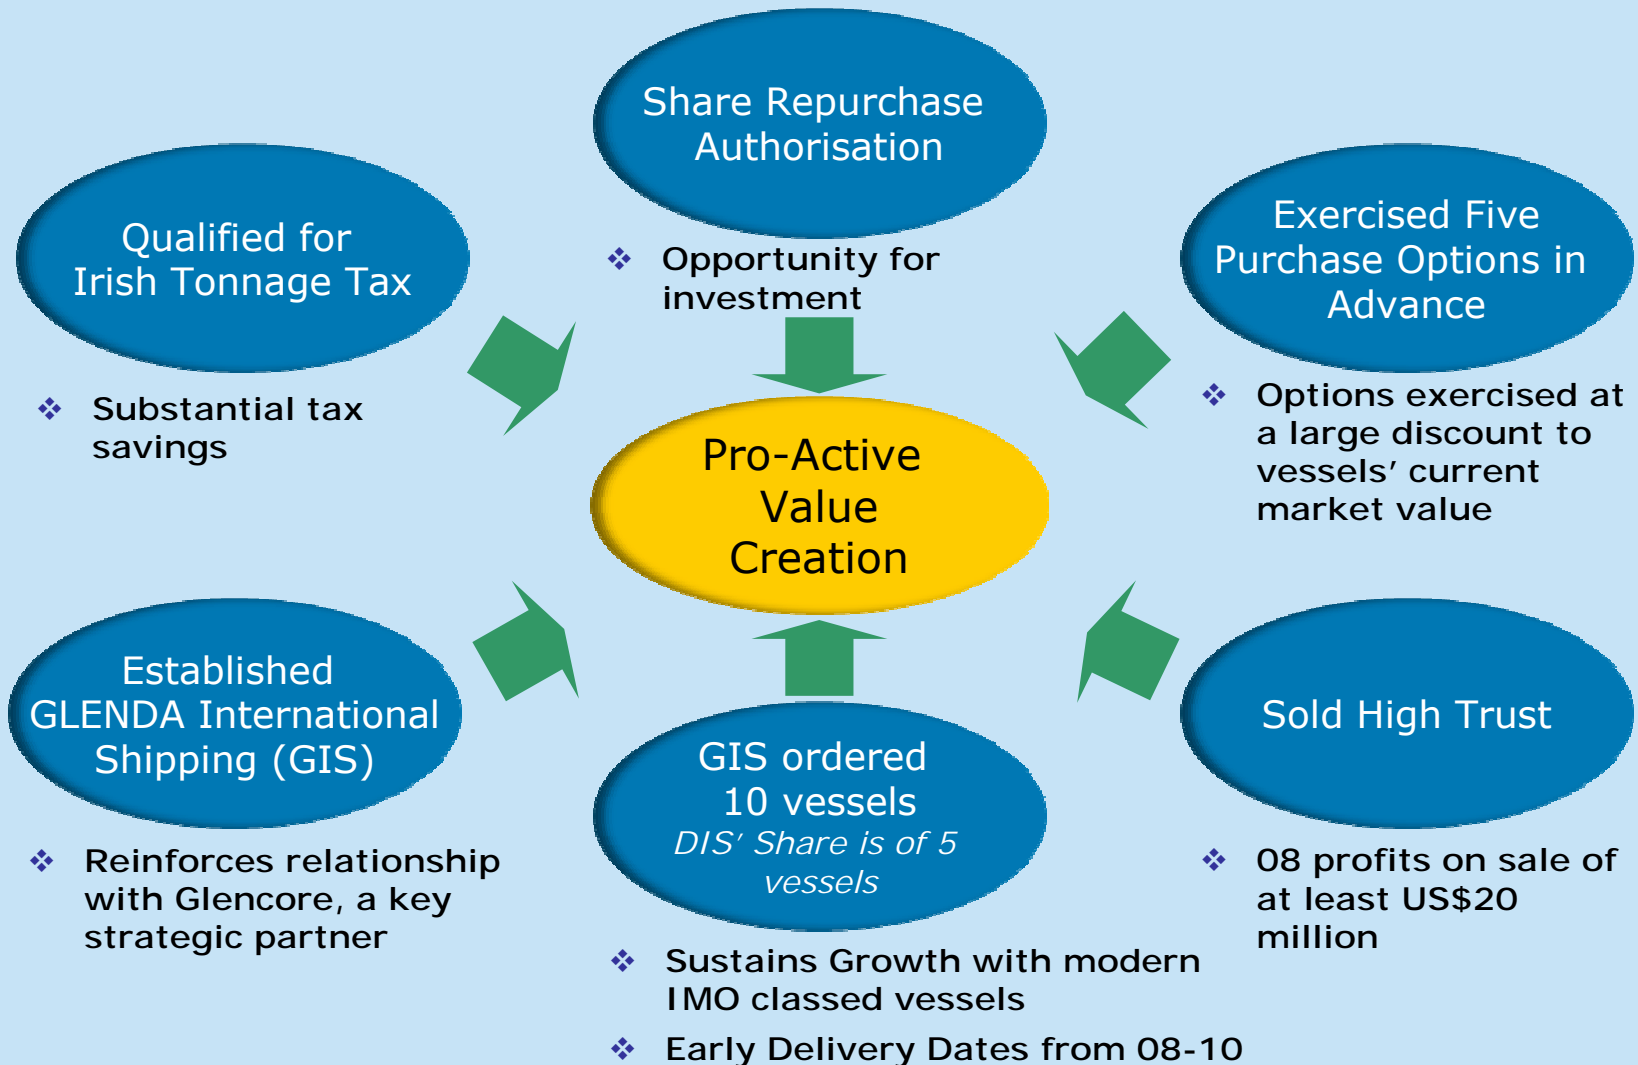 Share Repurchase
Authorisation
Opportunity for
investment
Qualified for
Irish Tonnage Tax
Substantial tax
savings
Exercised Five
Purchase Options in
Advance
Options exercised at
a large discount to
vessels’ current
market value
Pro-Active
Value
Creation
Established
GLENDA International
Shipping (GIS)
Reinforces relationship
with Glencore, a key
strategic partner
GIS ordered
10 vessels
DIS’ Share is of 5
vessels
Sustains Growth with modern
IMO classed vessels
Early Delivery Dates from 08-10
Sold High Trust
08 profits on sale of
at least US$20
million